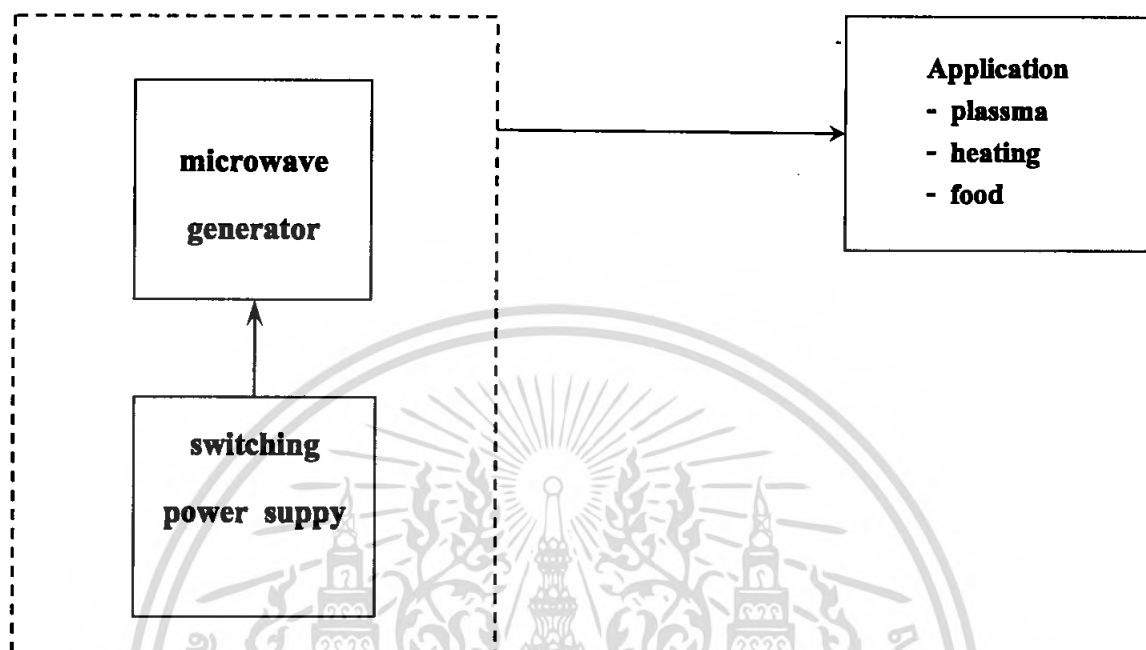 microwave
generator
switching
power suppy
Application
- plassma
- heating
- food